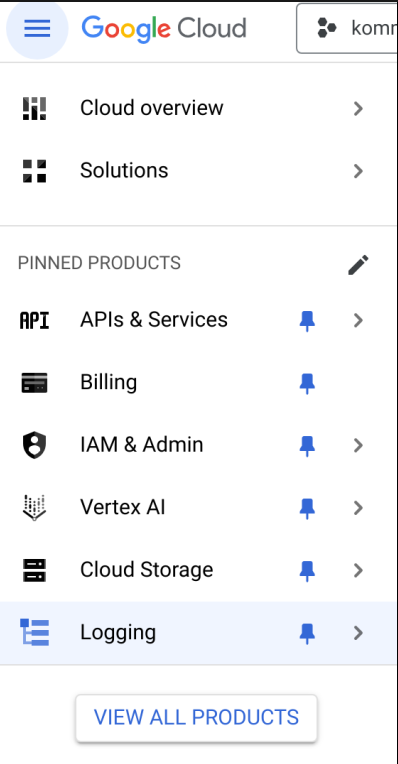 Google Cloud
Cloud overview
Solutions
PINNED PRODUCTS
API APIs & Services
Billing
IAM & Admin
Vertex AI
Cloud Storage
Logging
VIEW ALL PRODUCTS